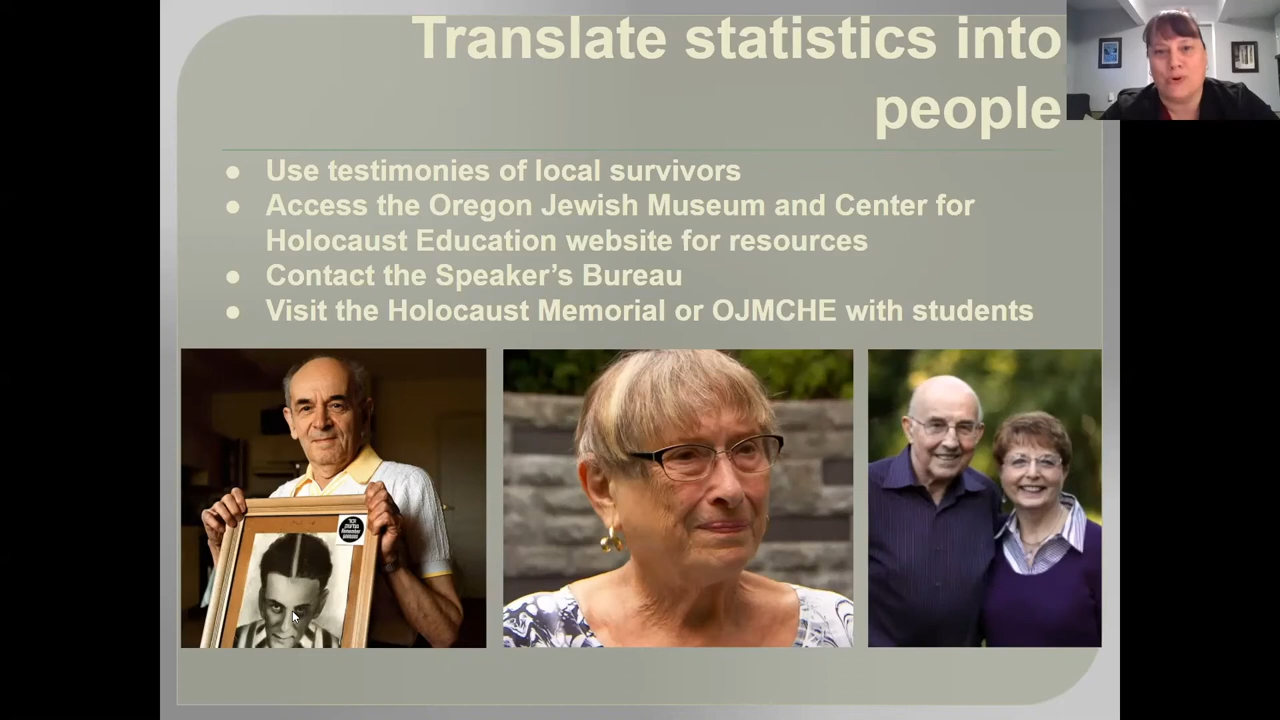 Translate statistics into
people
● Use testimonies of local survivors
● Access the Oregon Jewish Museum and Center for
Holocaust Education website for resources
● Contact the Speaker’s Bureau
● Visit the Holocaust Memorial or OJMCHE with students